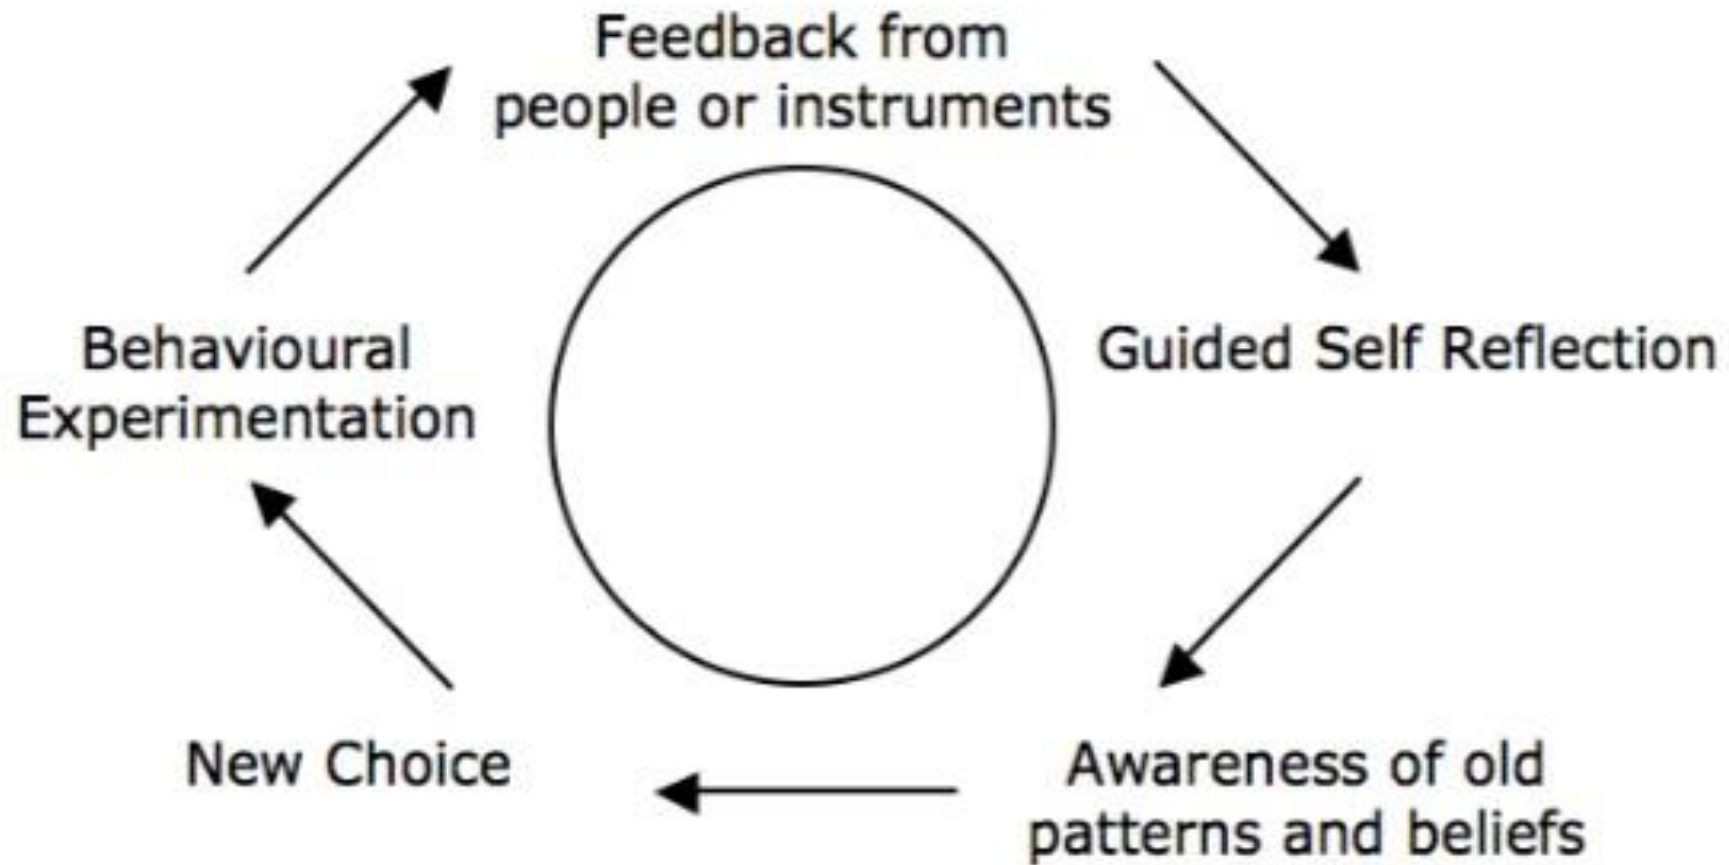 Feedback from
people or instruments
Guided Self Reflection
Awareness of old
patterns and beliefs
New Choice
Behavioural
Experimentation